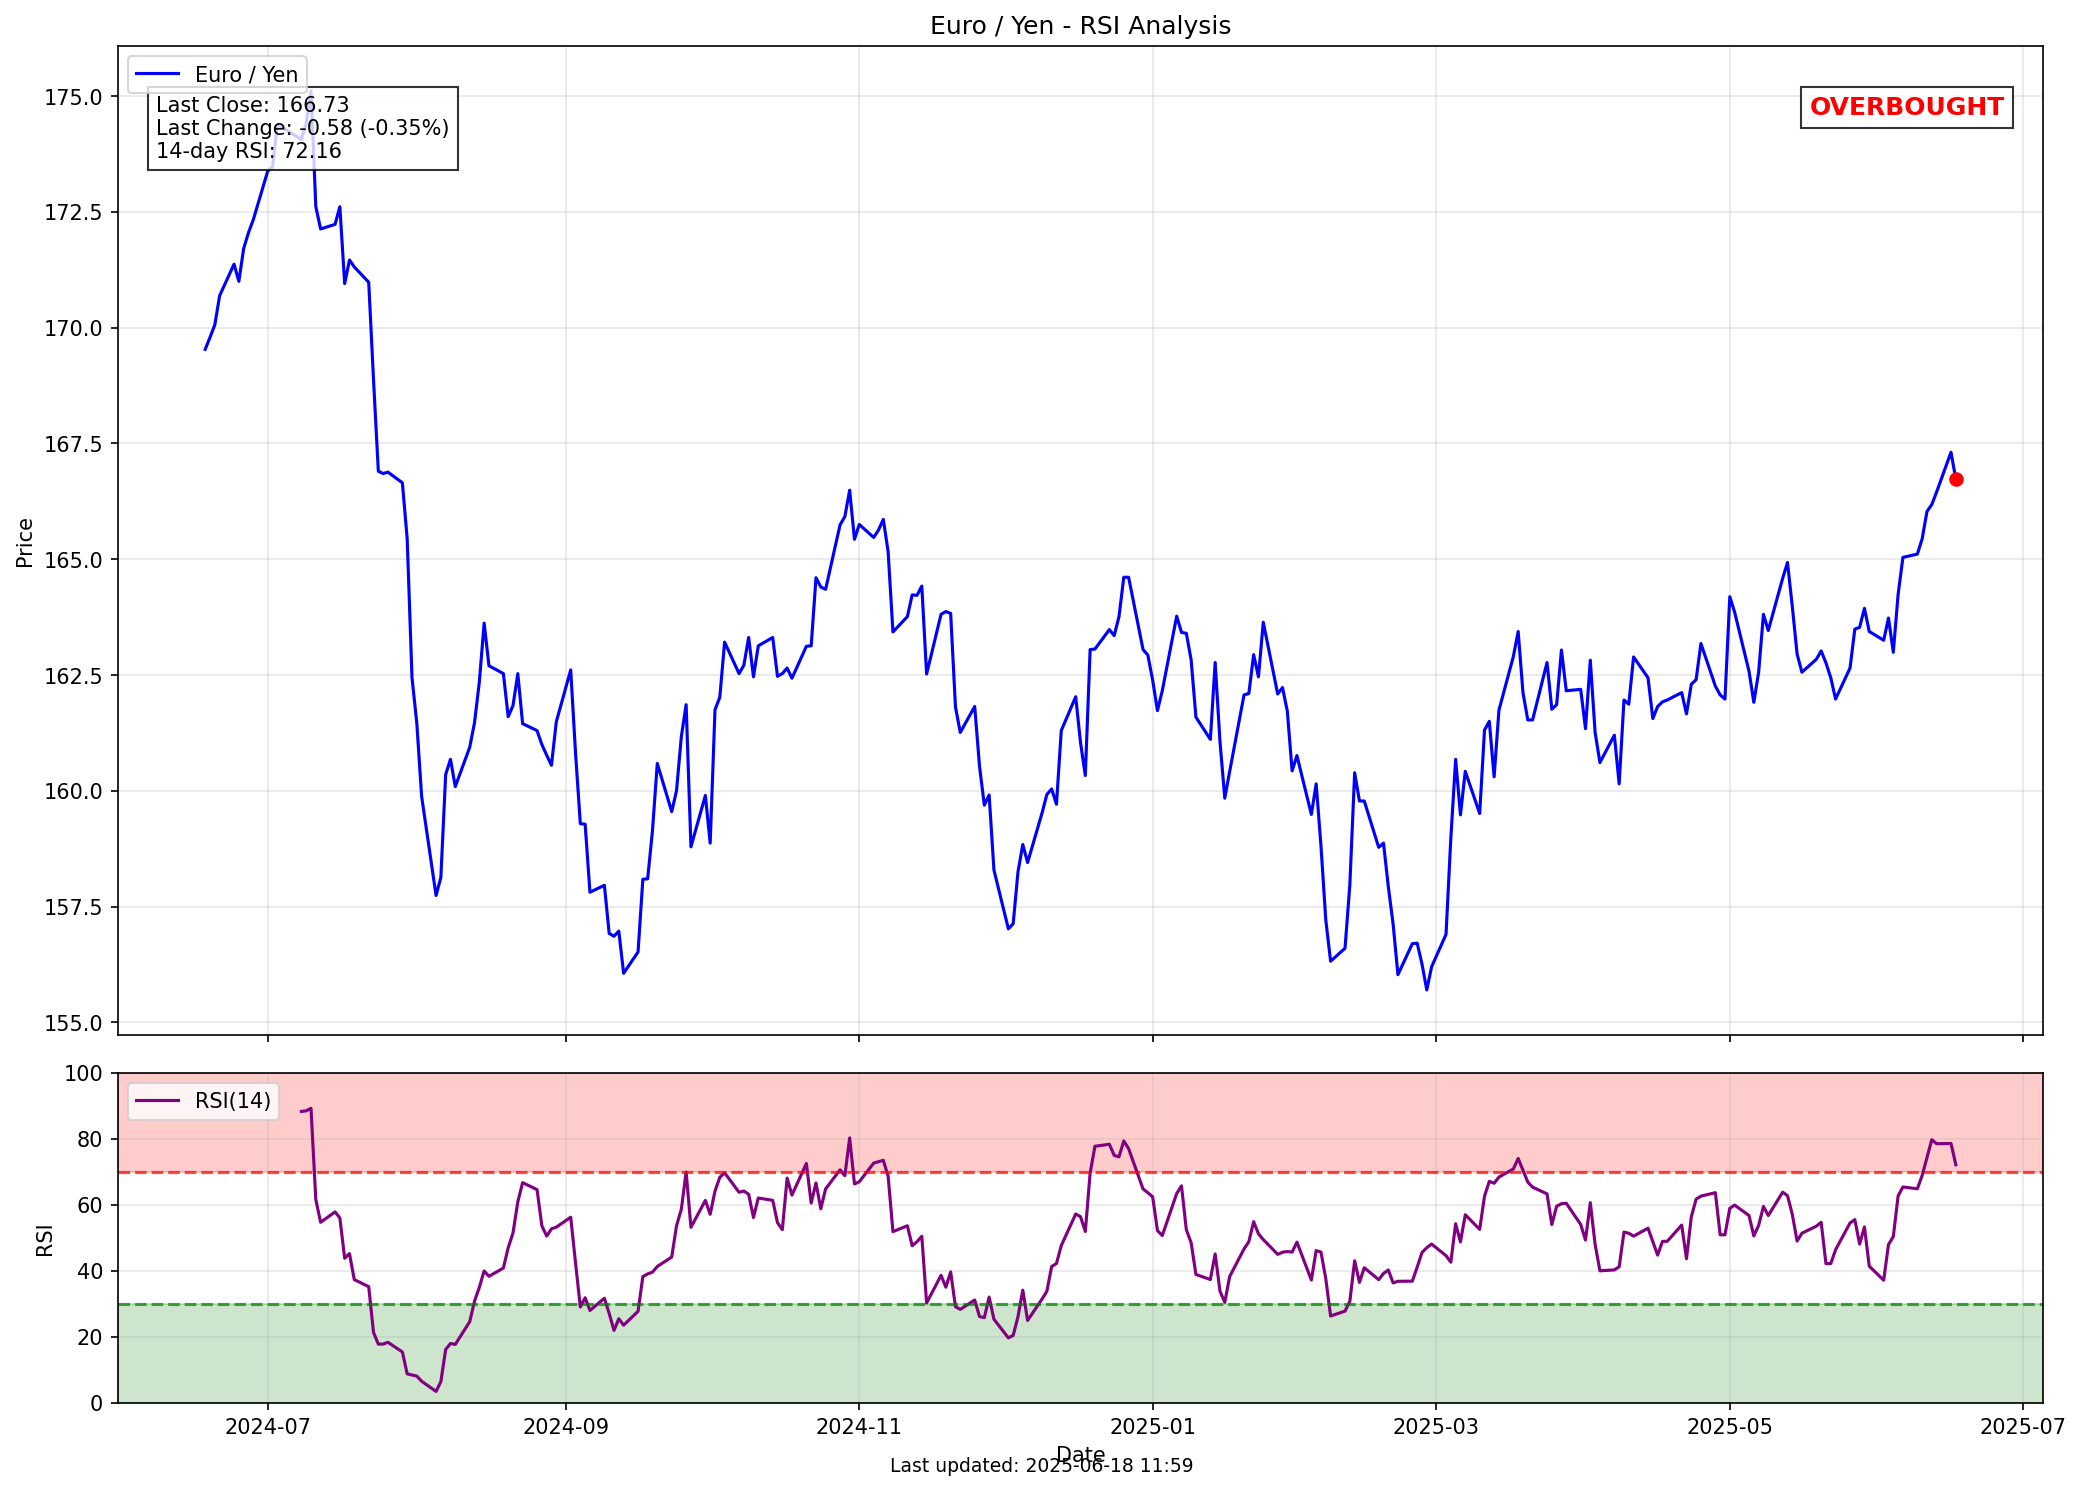 Euro / Yen - RSI Analysis
Euro / Yen
Last Close: 166.73
Last Change: -0.58 (-0.35%)
14-day RSI: 72.16
OVERBOUGHT
Price
175.0
172.5
170.0
167.5
165.0
162.5
160.0
157.5
155.0
RSI(14)
RSI
100
80
60
40
20
0
2024-07
2024-09
2024-11
2025-01
2025-03
2025-05
2025-07
Date
Last updated: 2025-06-18 11:59